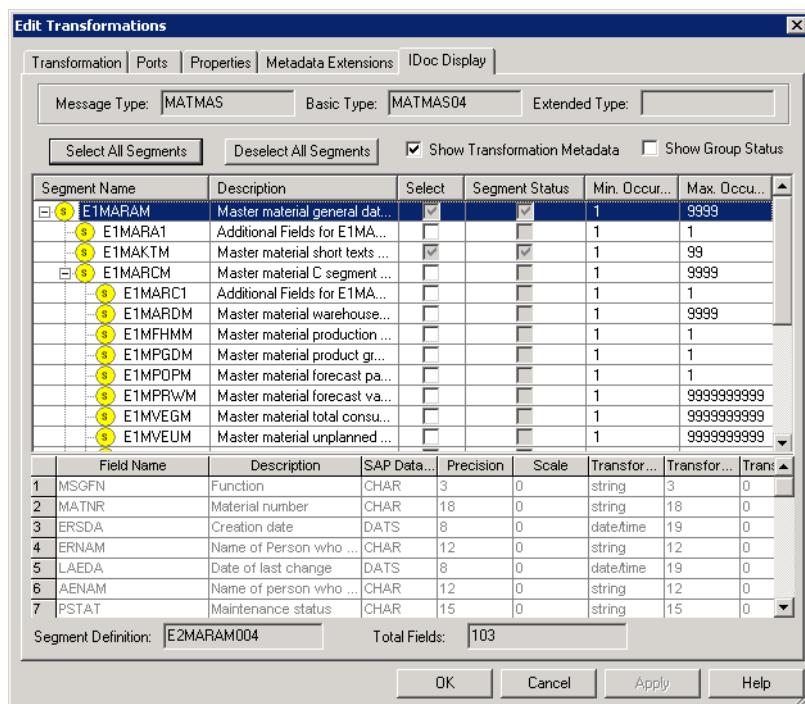 Edit Transformations
Transformation Ports Properties Metadata Extensions IDoc Display
Message Type: MATMAS Basic Type: MATMAS04 Extended Type:
Select All Segments Deselect All Segments Show Transformation Metadata Show Group Status
Segment Name Description Select Segment Status Min. Occur... Max. Occu...
E1MARAM Master material general dat... 1 9999
E1MARA1 Additional Fields for E1MA... 1 1
E1MAKTM Master material short texts ... 1 99
E1MARCM Master material C segment ... 1 9999
E1MARC1 Additional Fields for E1MA... 1 1
E1MARDM Master material warehouse... 1 9999
E1MFHMM Master material production ... 1 1
E1MPGDM Master material product gr... 1 1
E1MPOPM Master material forecast pa... 1 1
E1MPRWM Master material forecast va... 1 9999999999
E1MVEGM Master material total consu... 1 9999999999
E1MVEUM Master material unplanned ... 1 9999999999
Field Name Description SAP Data... Precision Scale Transfor... Transfor... Trans
1 MSGFN Function CHAR 3 0 string 3 0
2 MATNR Material number CHAR 18 0 string 18 0
3 ERSDA Creation date DATS 8 0 date/time 19 0
4 ERNAM Name of Person who ... CHAR 12 0 string 12 0
5 LAEDA Date of last change DATS 8 0 date/time 19 0
6 AENAM Name of person who ... CHAR 12 0 string 12 0
7 PSTAT Maintenance status CHAR 15 0 string 15 0
Segment Definition: E2MARAM004 Total Fields: 103
OK Cancel Apply Help